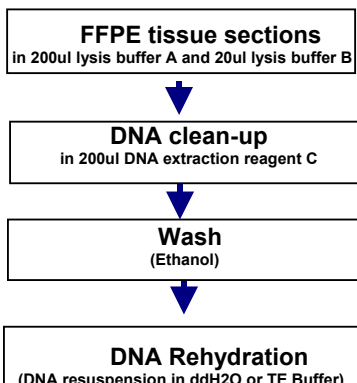 FFPE tissue sections
in 200ul lysis buffer A and 20ul lysis buffer B
DNA clean-up
in 200ul DNA extraction reagent C
Wash
(Ethanol)
DNA Rehydration
(DNA resuspension in ddH2O or TE Buffer)